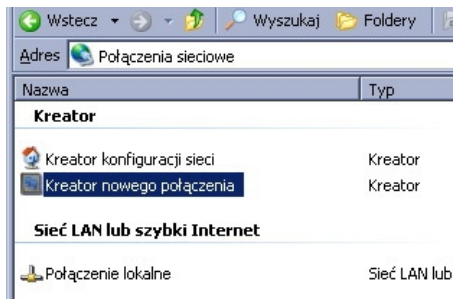 Wstecz Wyszukaj Foldery
Adres Połączenia sieciowe
Nazwa Typ
Kreator
Kreator konfiguracji sieci Kreator
Kreator nowego połączenia Kreator
Sieć LAN lub szybki Internet
Połączenie lokalne Sieć LAN lub